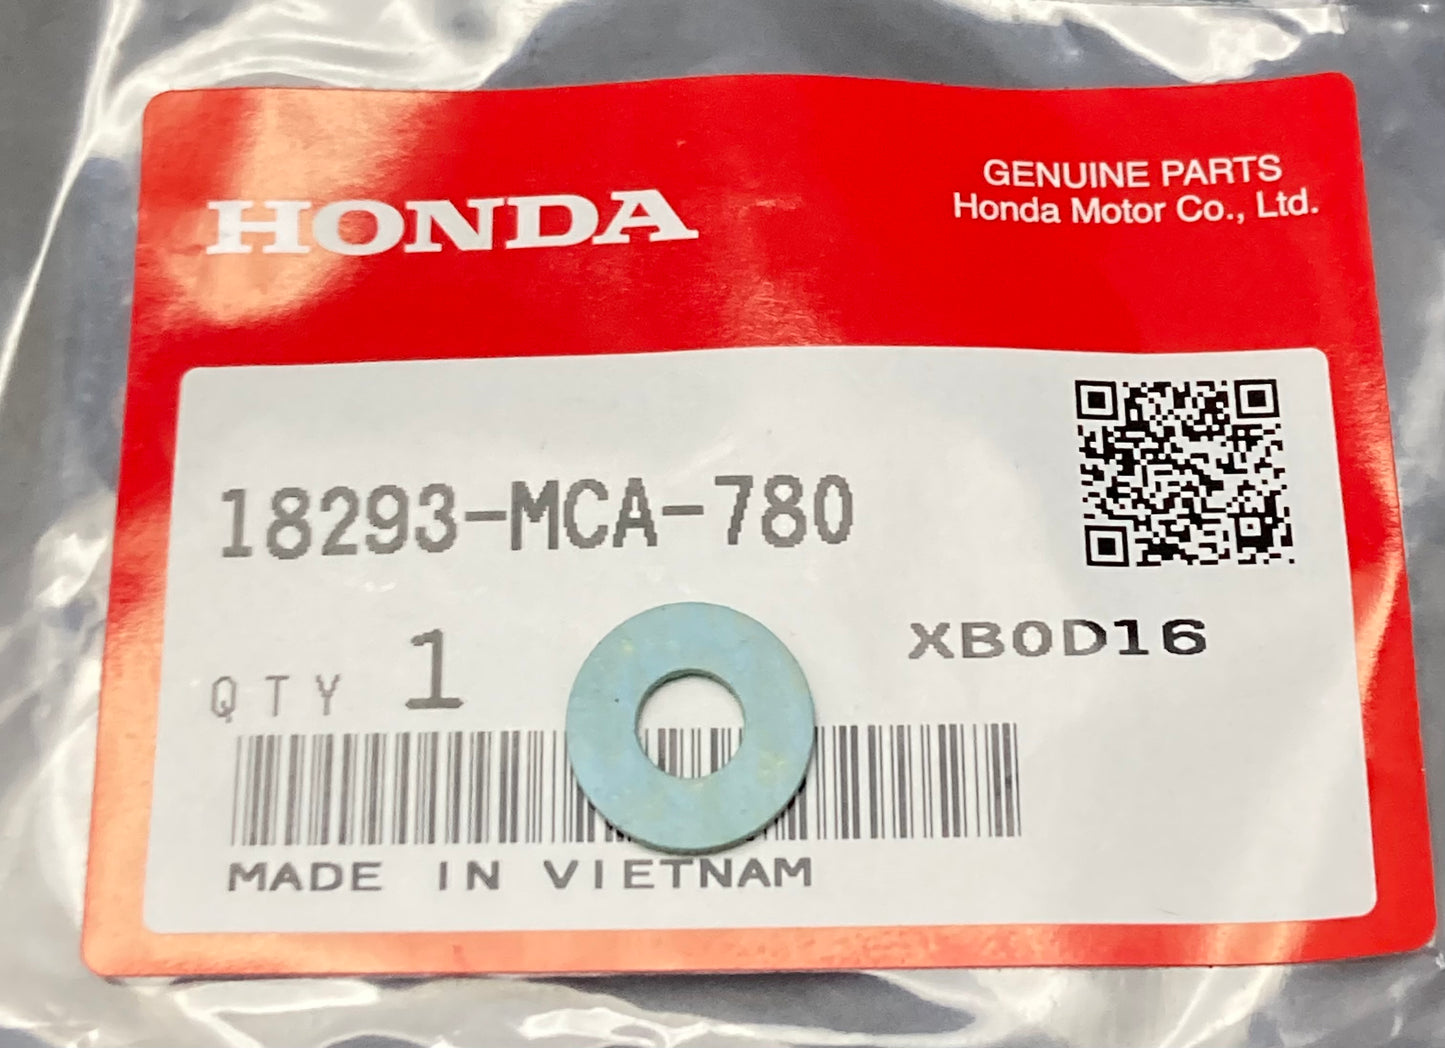 HONDA
GENUINE PARTS
Honda Motor Co., Ltd.
18293-MCA-780
XB0D16
QTY 1
MADE IN VIETNAM